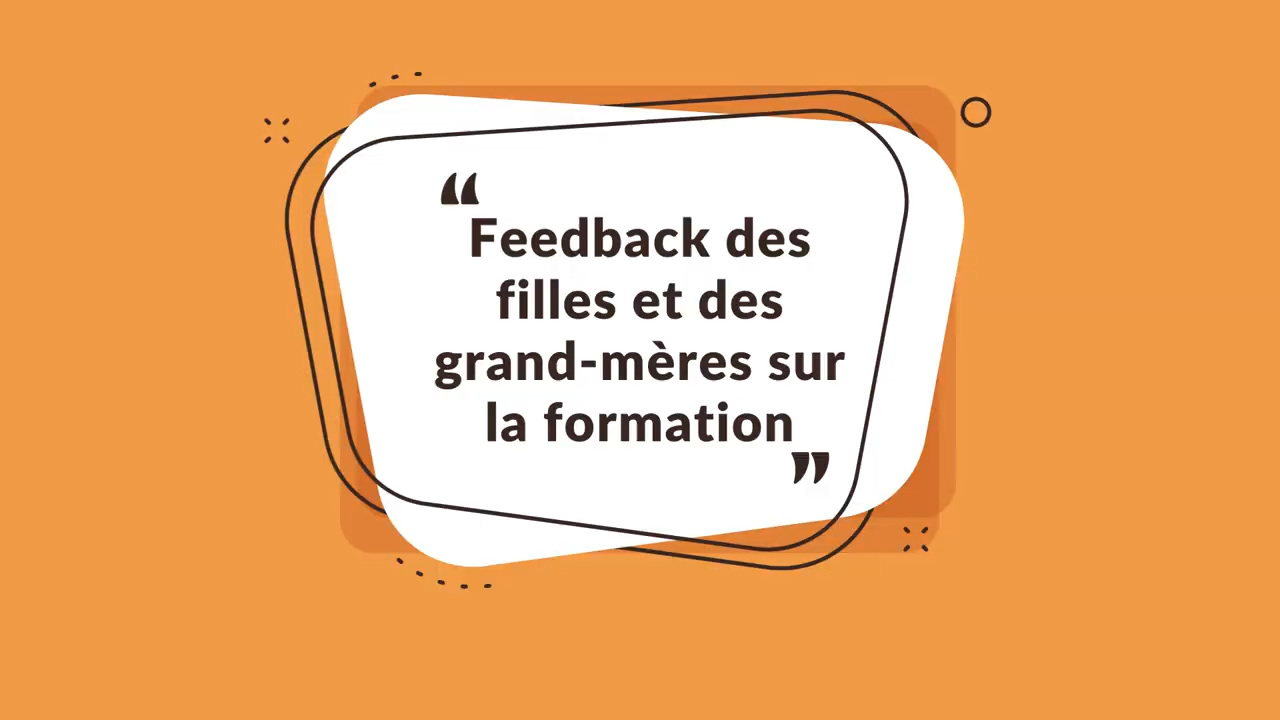 “Feedback des
filles et des
grand-mères sur
la formation”